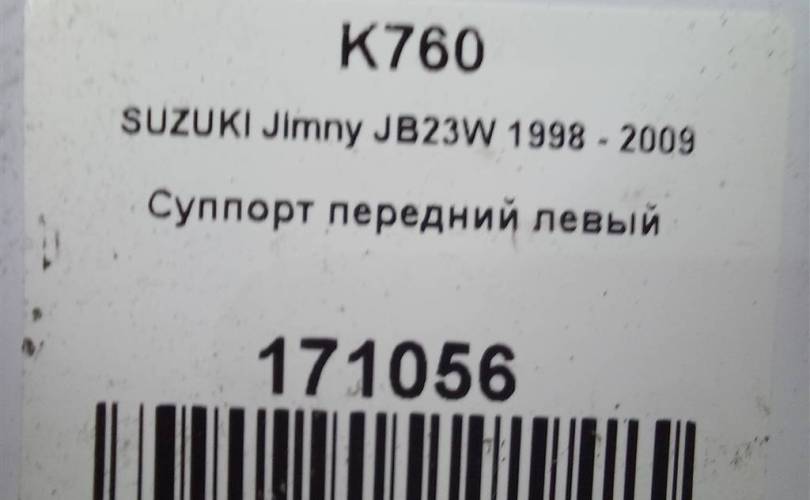 K760
SUZUKI Jimny JB23W 1998 - 2009
Суппорт передний левый
171056